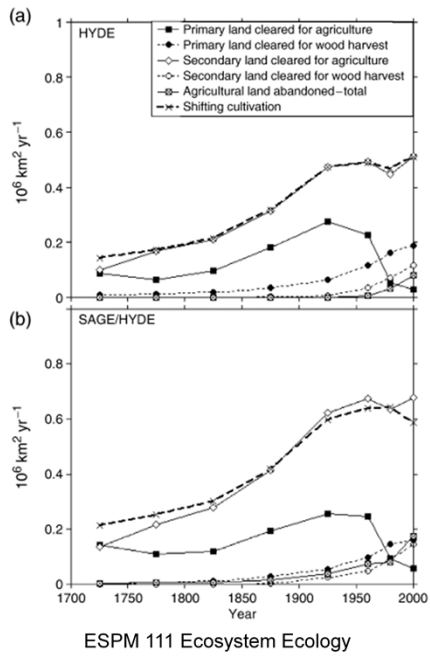 (a)
HYDE
Primary land cleared for agriculture
Primary land cleared for wood harvest
Secondary land cleared for agriculture
Secondary land cleared for wood harvest
Agricultural land abandoned–total
Shifting cultivation
1
0.8
0.6
0.4
0.2
0
10⁶ km² yr⁻¹
(b)
SAGE/HYDE
0.8
0.6
0.4
0.2
0
10⁶ km² yr⁻¹
1700 1750 1800 1850 1900 1950 2000
Year
ESPM 111 Ecosystem Ecology